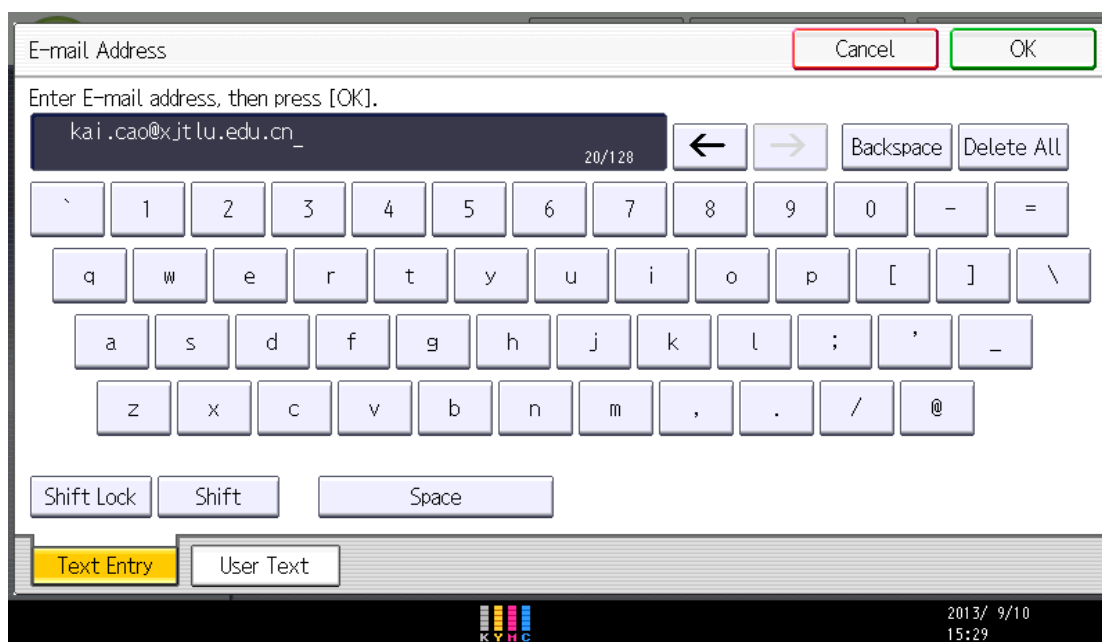 E-mail Address Cancel OK
Enter E-mail address, then press [OK].
kai.cao@xjtlu.edu.cn_
20/128 ← → Backspace Delete All
` 1 2 3 4 5 6 7 8 9 0 - =
q w e r t y u i o p [ ] \
a s d f g h j k l ; ' _
z x c v b n m , . / @
Shift Lock Shift Space
Text Entry User Text
K Y M C 2013/ 9/10
15:29